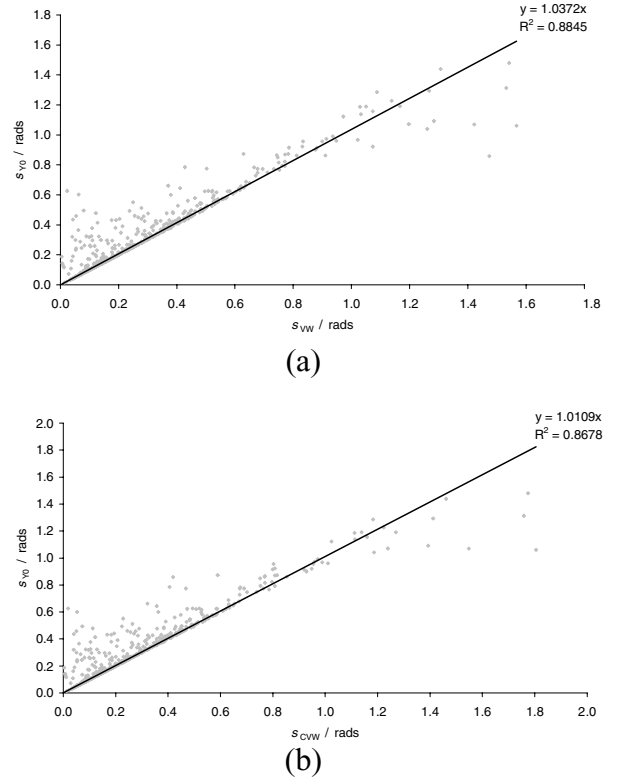 y = 1.0372x
R² = 0.8845
1.8
1.6
1.4
1.2
1.0
0.8
0.6
0.4
0.2
0.0
s_Y0 / rads
0.0 0.2 0.4 0.6 0.8 1.0 1.2 1.4 1.6 1.8
s_VW / rads
(a)
y = 1.0109x
R² = 0.8678
2.0
1.8
1.6
1.4
1.2
1.0
0.8
0.6
0.4
0.2
0.0
s_Y0 / rads
0.0 0.2 0.4 0.6 0.8 1.0 1.2 1.4 1.6 1.8 2.0
s_CVW / rads
(b)